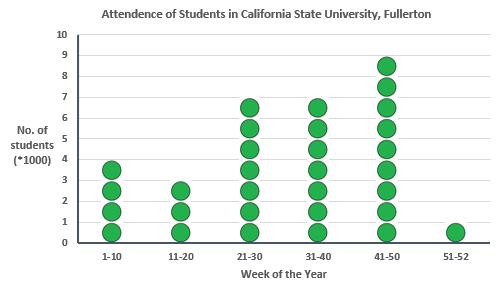 Attendence of Students in California State University, Fullerton
10
9
8
7
6
5
4
3
2
1
0
No. of
students
(*1000)
1-10 11-20 21-30 31-40 41-50 51-52
Week of the Year